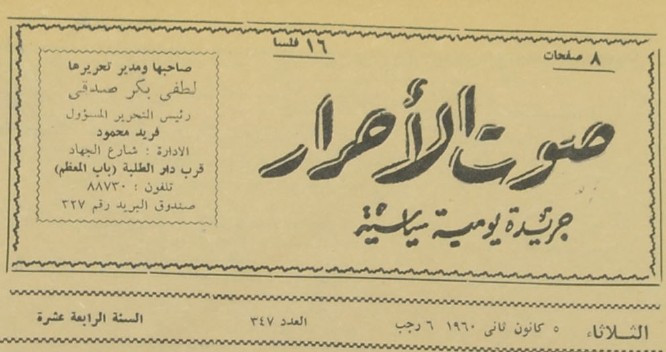 ٨ صفحات
١٦ فلسا
صوت الأحرار
جريدة يومية سياسية
صاحبها ومدير تحريرها
لطفي بكر صدقي
رئيس التحرير المسؤول
فريد محمود
الادارة : شارع الجهاد
قرب دار الطلبة (باب المعظم)
تلفون : ٨٨٧٣٠
صندوق البريد رقم ٣٢٧
الثلاثاء ٥ كانون ثاني ١٩٦٠ ٦ رجب العدد ٣٤٧ السنة الرابعة عشرة